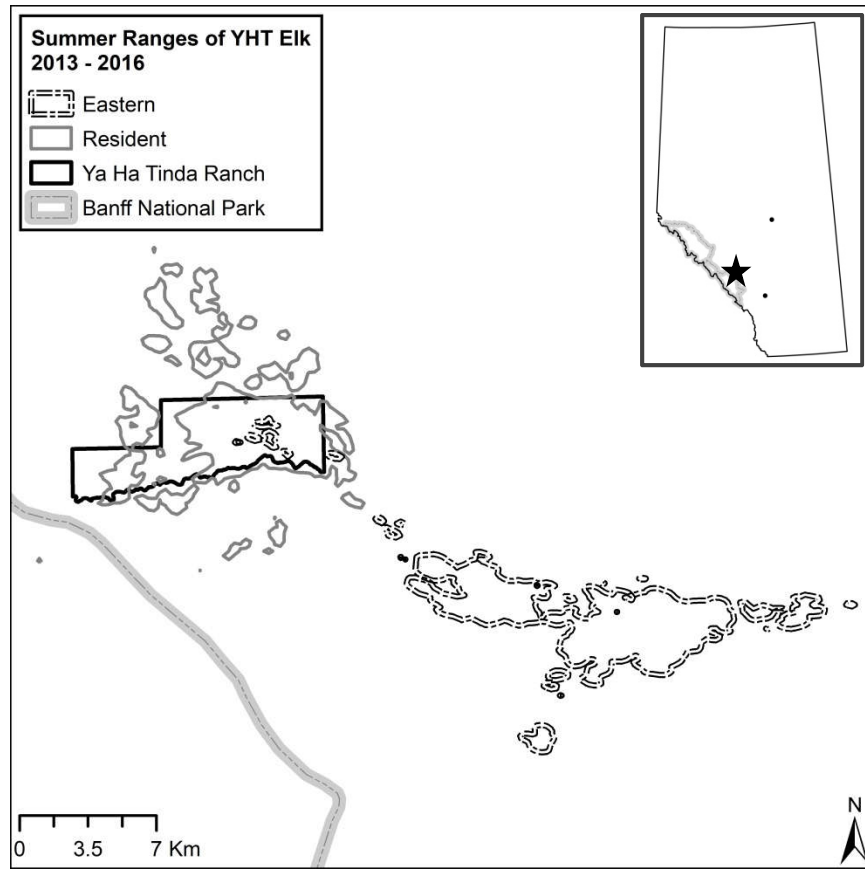 Summer Ranges of YHT Elk
2013 - 2016
Eastern
Resident
Ya Ha Tinda Ranch
Banff National Park
N
0 3.5 7 Km